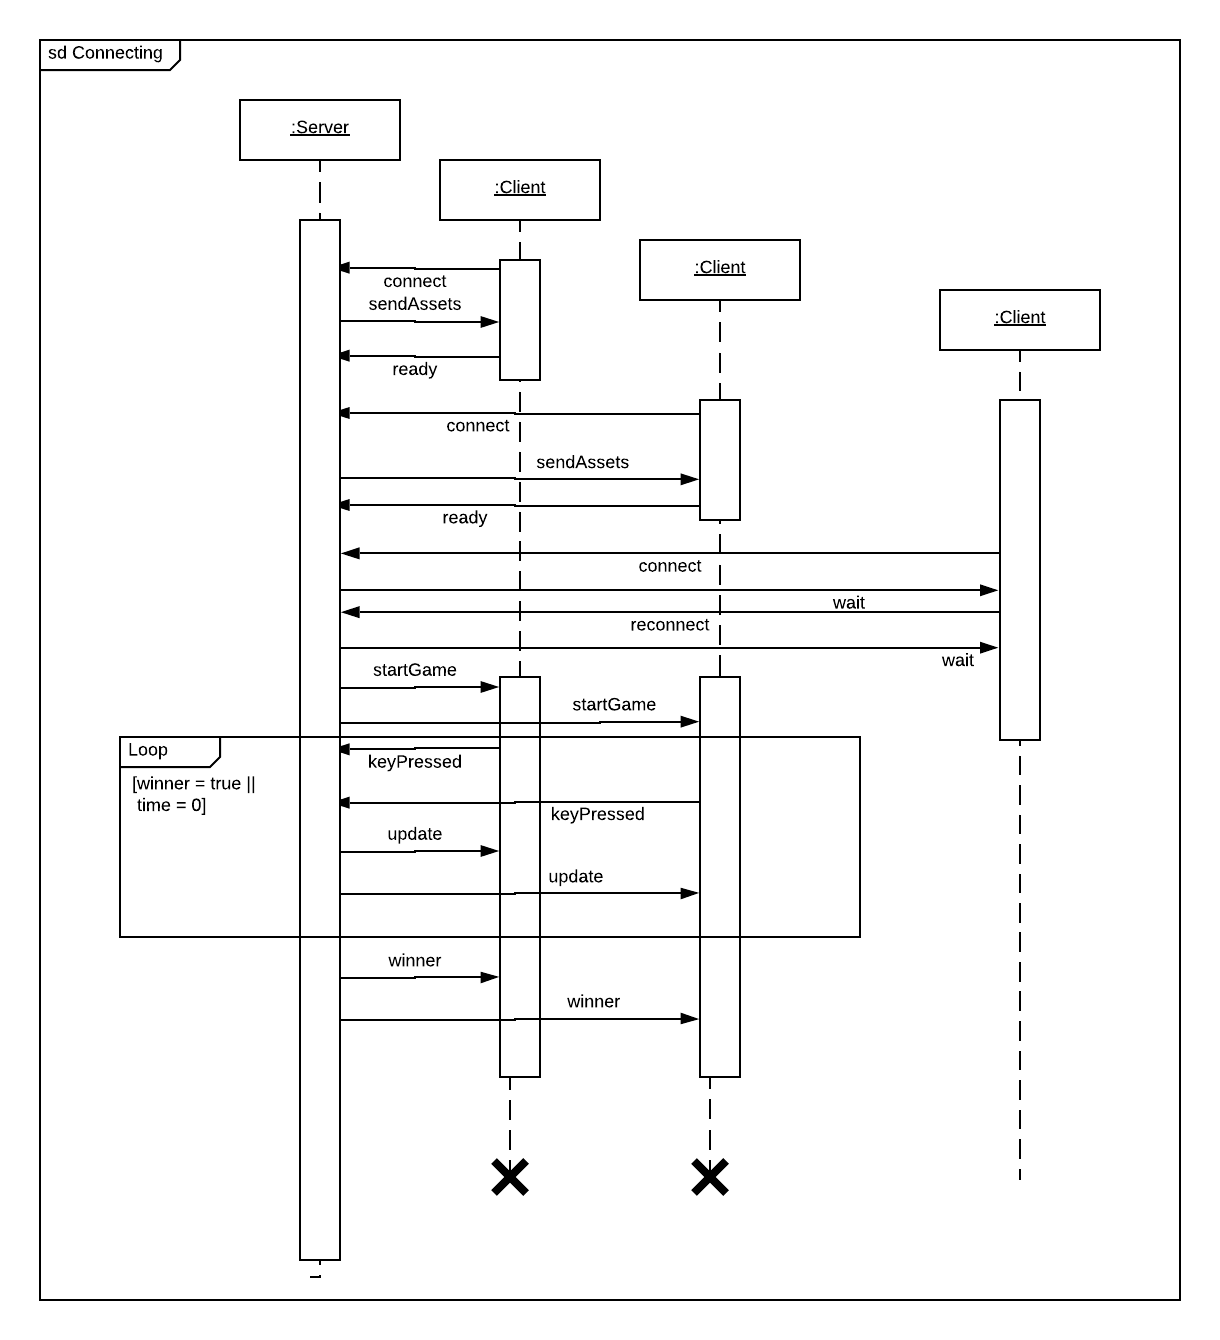 sd Connecting
:Server
:Client
:Client
:Client
connect
sendAssets
ready
connect
sendAssets
ready
connect
wait
reconnect
wait
startGame
startGame
Loop
keyPressed
[winner = true ||
time = 0]
keyPressed
update
update
winner
winner